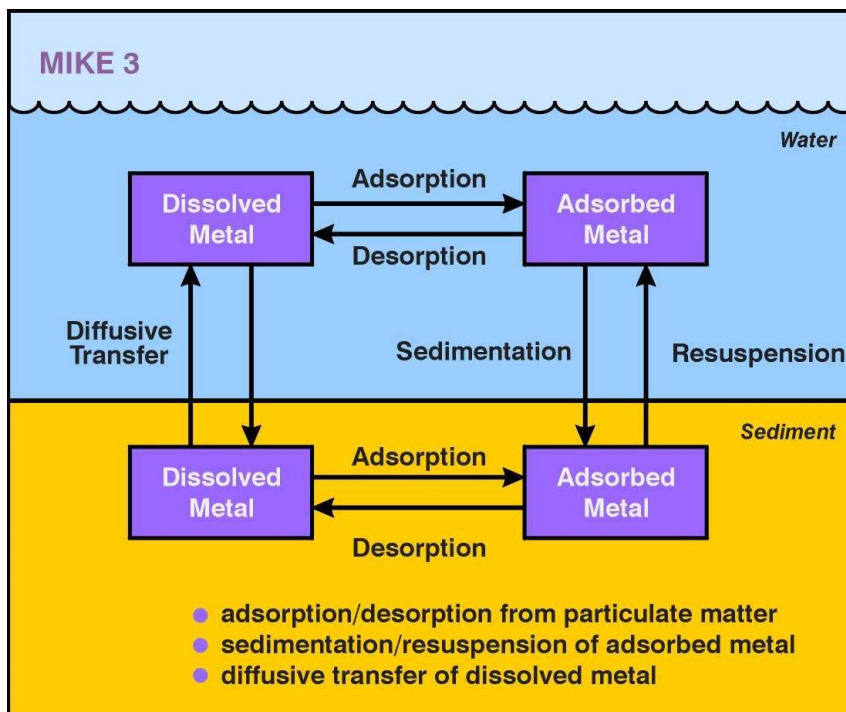 MIKE 3
Water
Dissolved
Metal
Adsorption
Desorption
Adsorbed
Metal
Diffusive
Transfer
Sedimentation
Resuspension
Sediment
Dissolved
Metal
Adsorption
Desorption
Adsorbed
Metal
adsorption/desorption from particulate matter
sedimentation/resuspension of adsorbed metal
diffusive transfer of dissolved metal